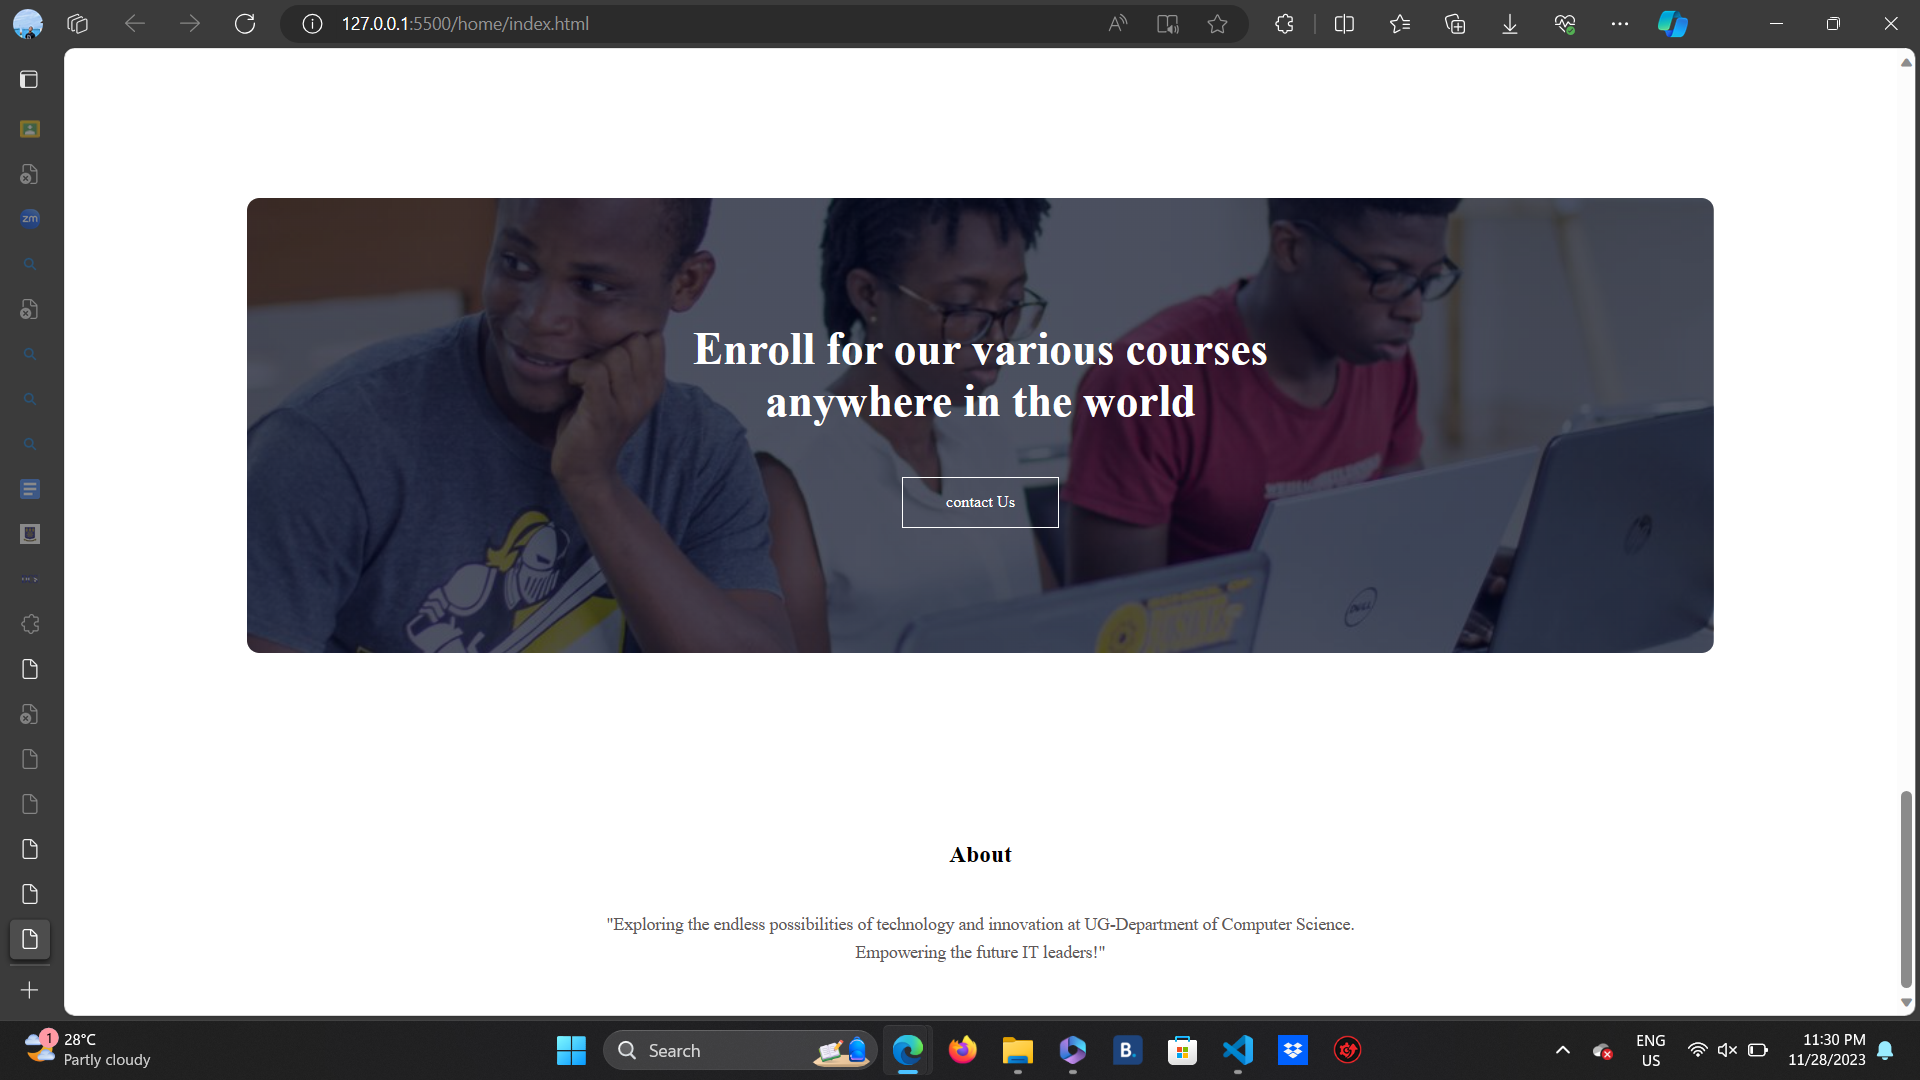 127.0.0.1:5500/home/index.html
zm
Enroll for our various courses
anywhere in the world
contact Us
DELL
About
"Exploring the endless possibilities of technology and innovation at UG-Department of Computer Science.
Empowering the future IT leaders!"
1
28°C
Partly cloudy
Search
B.
ENG
US
11:30 PM
11/28/2023